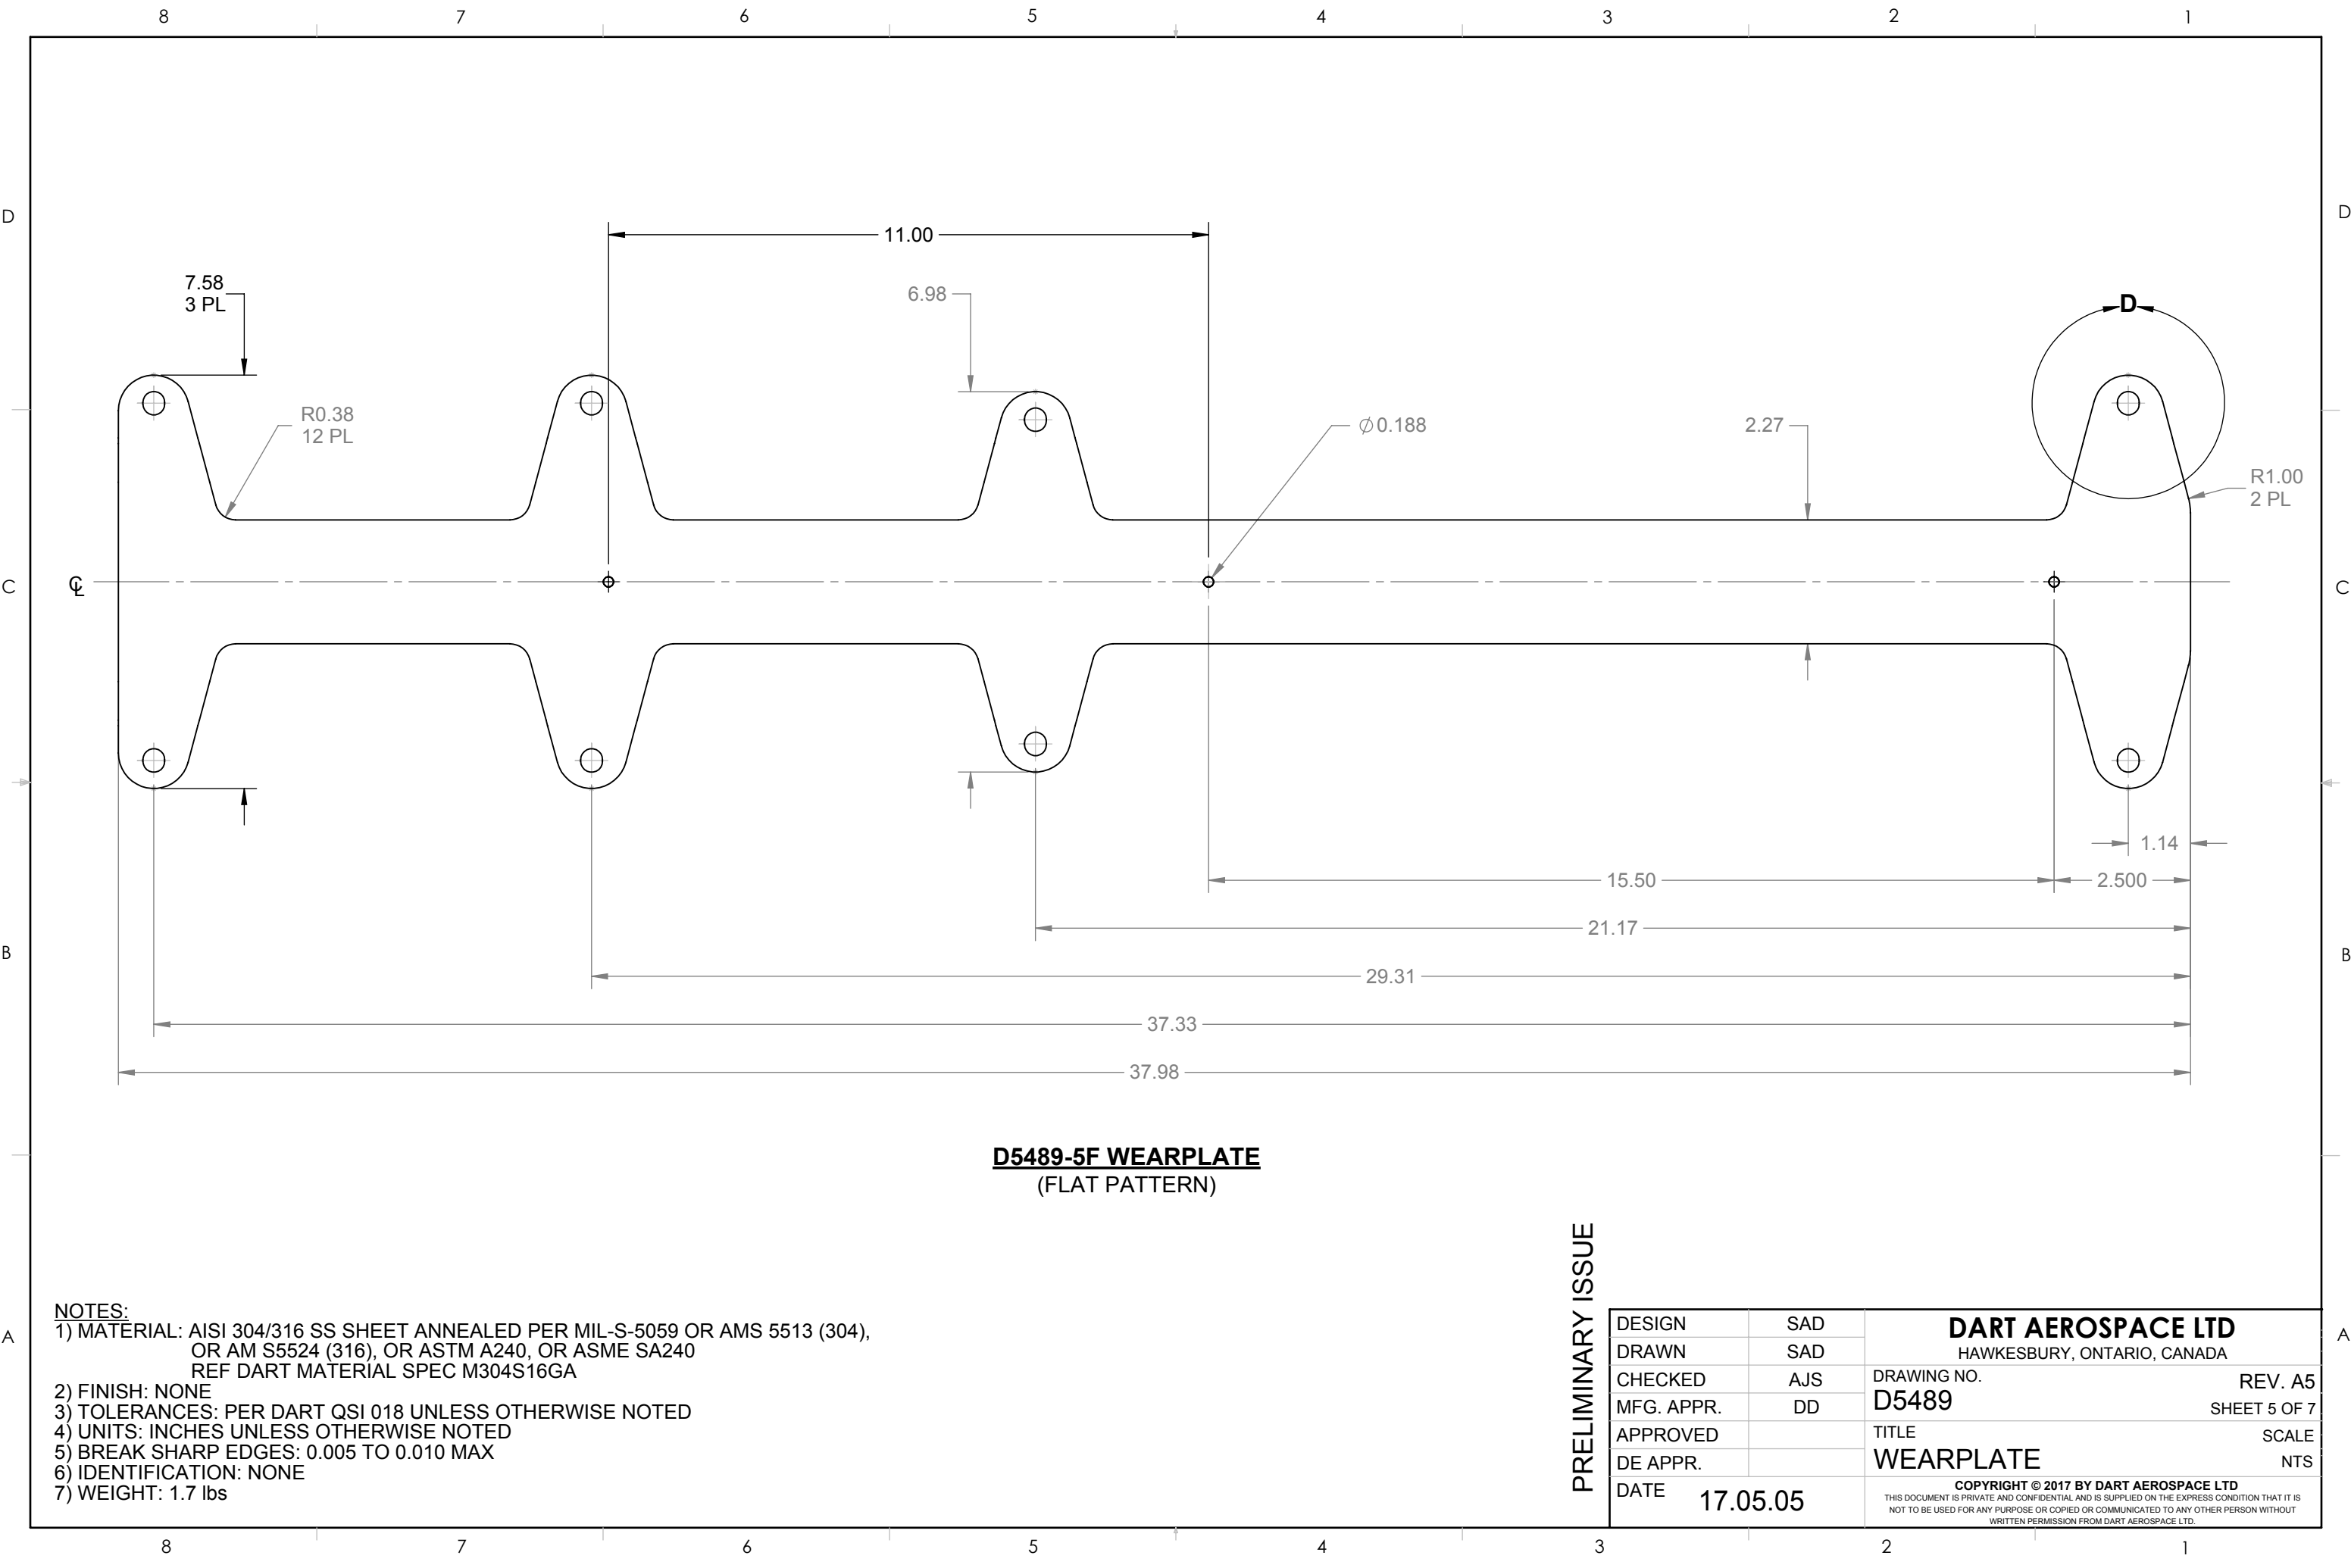 8 7 6 5 4 3 2 1
D D
11.00
7.58
3 PL
6.98
D
R0.38
12 PL
∅0.188
2.27
R1.00
2 PL
C ℄ C
1.14
15.50 2.500
21.17
B B
29.31
37.33
37.98
D5489-5F WEARPLATE
(FLAT PATTERN)
NOTES:
1) MATERIAL: AISI 304/316 SS SHEET ANNEALED PER MIL-S-5059 OR AMS 5513 (304),
OR AM S5524 (316), OR ASTM A240, OR ASME SA240
REF DART MATERIAL SPEC M304S16GA
2) FINISH: NONE
3) TOLERANCES: PER DART QSI 018 UNLESS OTHERWISE NOTED
4) UNITS: INCHES UNLESS OTHERWISE NOTED
5) BREAK SHARP EDGES: 0.005 TO 0.010 MAX
6) IDENTIFICATION: NONE
7) WEIGHT: 1.7 lbs
A A
PRELIMINARY ISSUE
DESIGN SAD
DRAWN SAD
CHECKED AJS
MFG. APPR. DD
APPROVED
DE APPR.
DATE 17.05.05
DART AEROSPACE LTD
HAWKESBURY, ONTARIO, CANADA
DRAWING NO. REV. A5
D5489 SHEET 5 OF 7
TITLE SCALE
WEARPLATE NTS
COPYRIGHT © 2017 BY DART AEROSPACE LTD
THIS DOCUMENT IS PRIVATE AND CONFIDENTIAL AND IS SUPPLIED ON THE EXPRESS CONDITION THAT IT IS
NOT TO BE USED FOR ANY PURPOSE OR COPIED OR COMMUNICATED TO ANY OTHER PERSON WITHOUT
WRITTEN PERMISSION FROM DART AEROSPACE LTD.
8 7 6 5 4 3 2 1